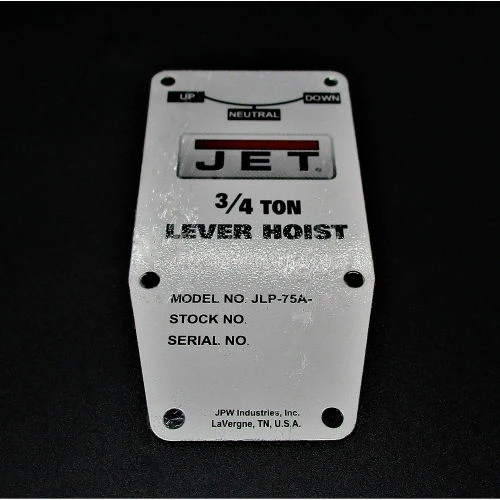 UP DOWN
NEUTRAL
JET®
3/4 TON
LEVER HOIST
MODEL NO. JLP-75A-
STOCK NO.
SERIAL NO.
JPW Industries, Inc.
LaVergne, TN, U.S.A.